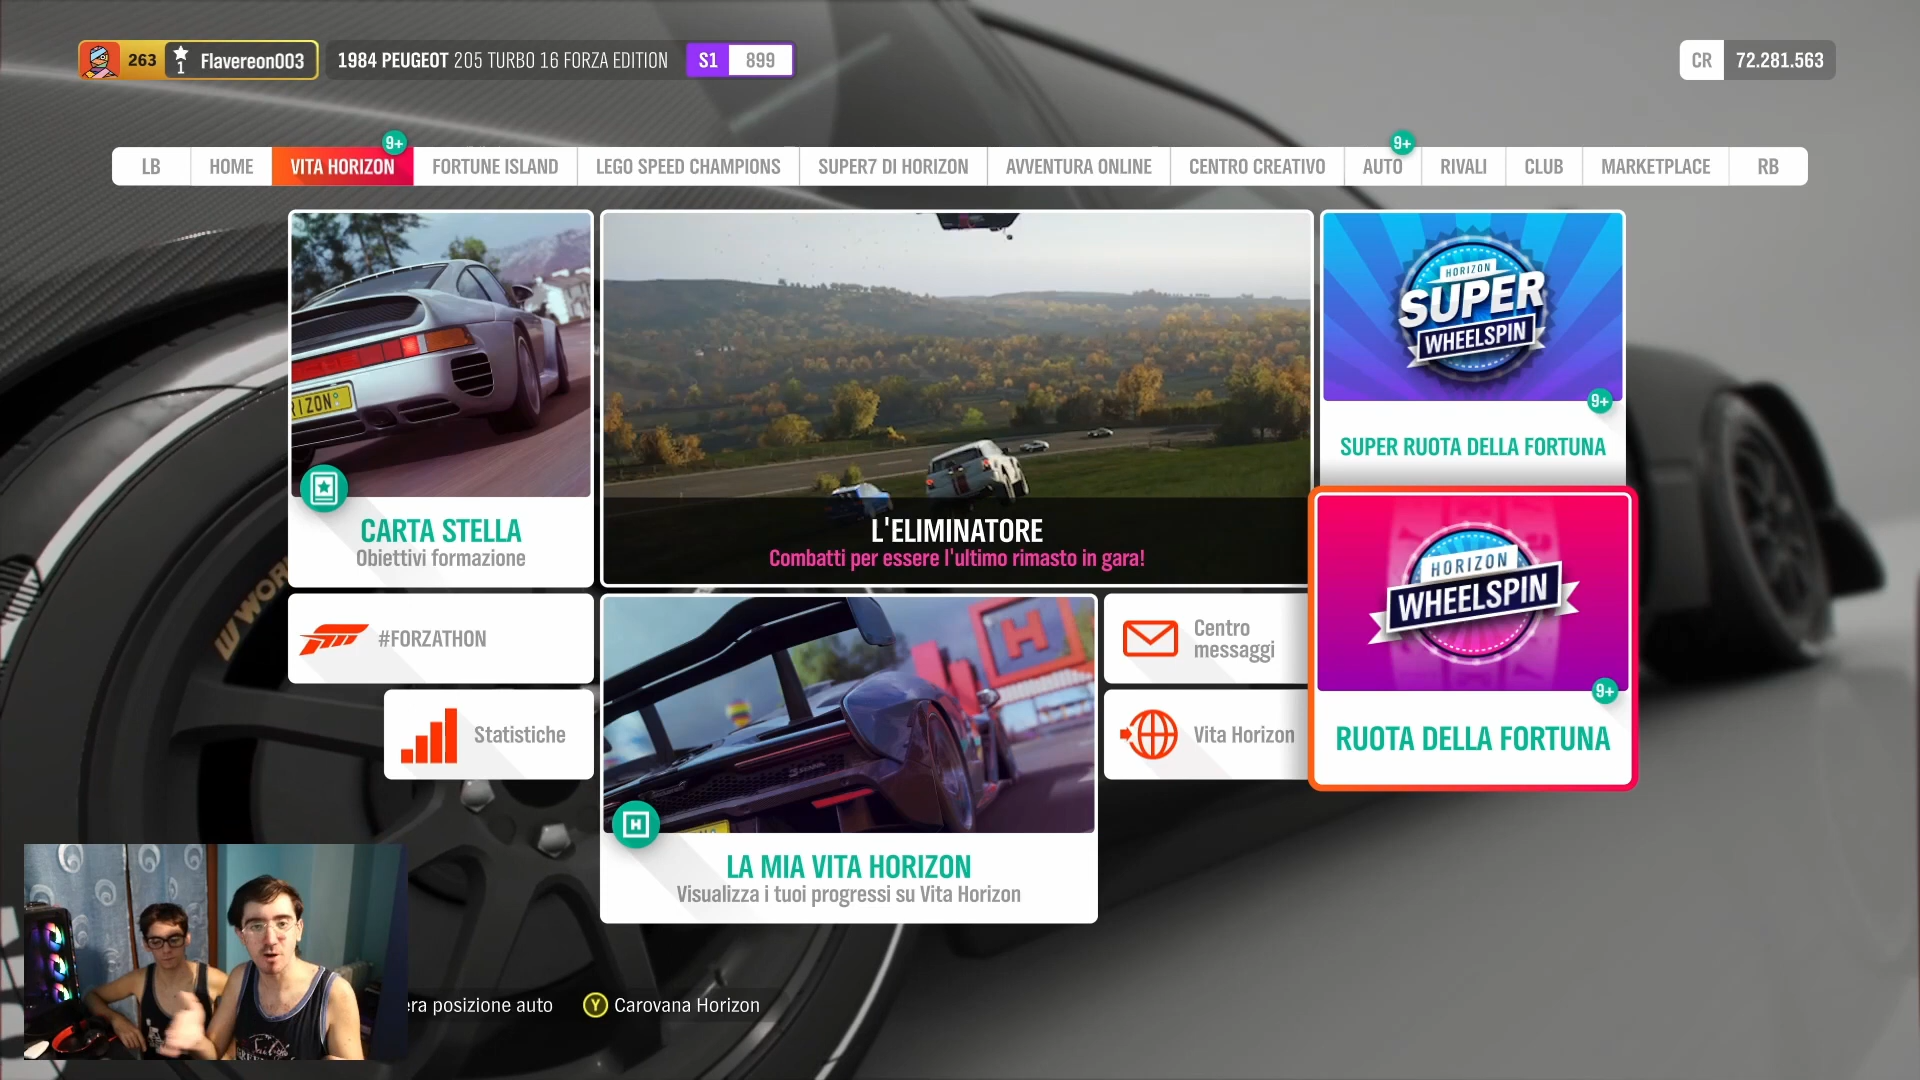 263
1
Flavereon003
1984 PEUGEOT 205 TURBO 16 FORZA EDITION
S1 899
CR 72.281.563
9+
9+
LB
HOME
VITA HORIZON
FORTUNE ISLAND
LEGO SPEED CHAMPIONS
SUPER7 DI HORIZON
AVVENTURA ONLINE
CENTRO CREATIVO
AUTO
RIVALI
CLUB
MARKETPLACE
RB
CARTA STELLA
Obiettivi formazione
L'ELIMINATORE
Combatti per essere l'ultimo rimasto in gara!
HORIZON
SUPER
WHEELSPIN
9+
SUPER RUOTA DELLA FORTUNA
#FORZATHON
Statistiche
H
LA MIA VITA HORIZON
Visualizza i tuoi progressi su Vita Horizon
Centro
messaggi
Vita Horizon
HORIZON
WHEELSPIN
9+
RUOTA DELLA FORTUNA
posizione auto
Y Carovana Horizon